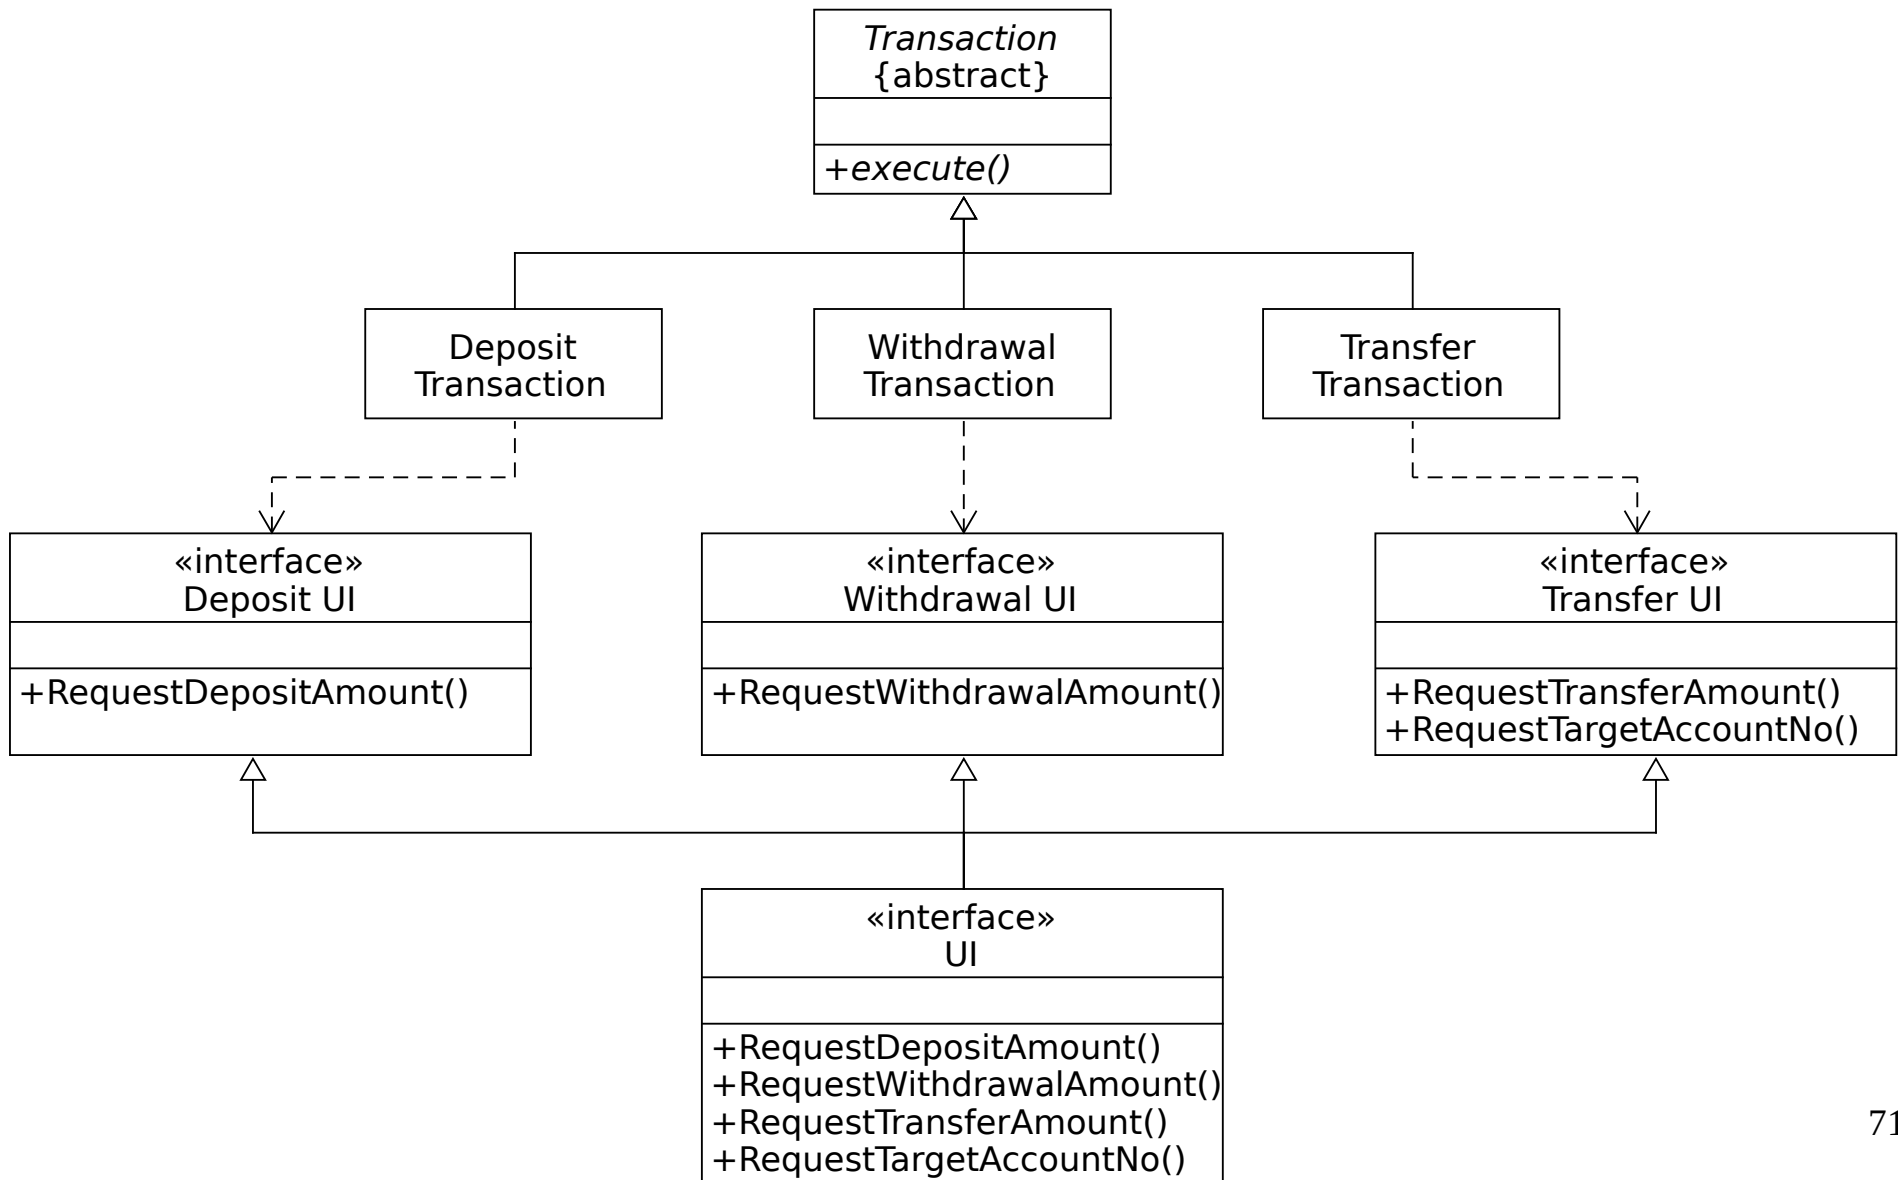 Transaction
{abstract}
+execute()
Deposit
Transaction
Withdrawal
Transaction
Transfer
Transaction
«interface»
Deposit UI
+RequestDepositAmount()
«interface»
Withdrawal UI
+RequestWithdrawalAmount()
«interface»
Transfer UI
+RequestTransferAmount()
+RequestTargetAccountNo()
«interface»
UI
+RequestDepositAmount()
+RequestWithdrawalAmount()
+RequestTransferAmount()
+RequestTargetAccountNo()
71